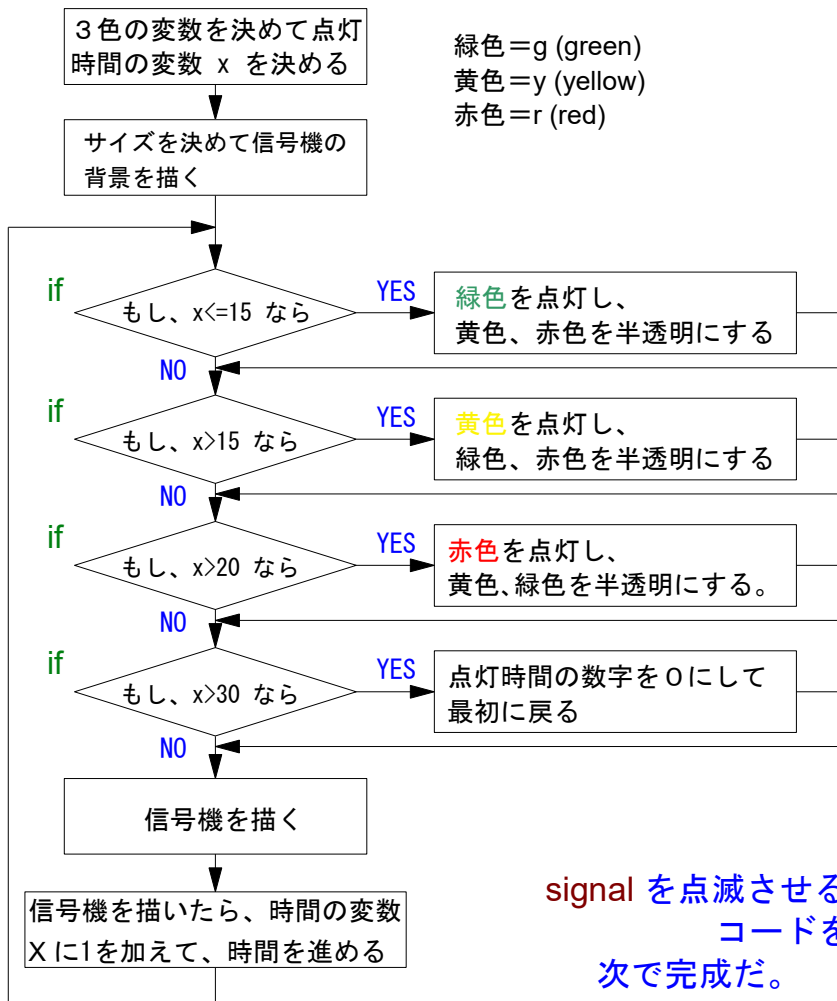 ３色の変数を決めて点灯
時間の変数 x を決める
緑色＝g (green)
黄色＝y (yellow)
赤色＝r (red)
サイズを決めて信号機の
背景を描く
if
もし、x<=15 なら
YES
緑色を点灯し、
黄色、赤色を半透明にする
NO
if
もし、x>15 なら
YES
黄色を点灯し、
緑色、赤色を半透明にする
NO
if
もし、x>20 なら
YES
赤色を点灯し、
黄色、緑色を半透明にする。
NO
if
もし、x>30 なら
YES
点灯時間の数字を０にして
最初に戻る
NO
信号機を描く
信号機を描いたら、時間の変数
X に1を加えて、時間を進める
signal を点滅させる
コードを
次で完成だ。